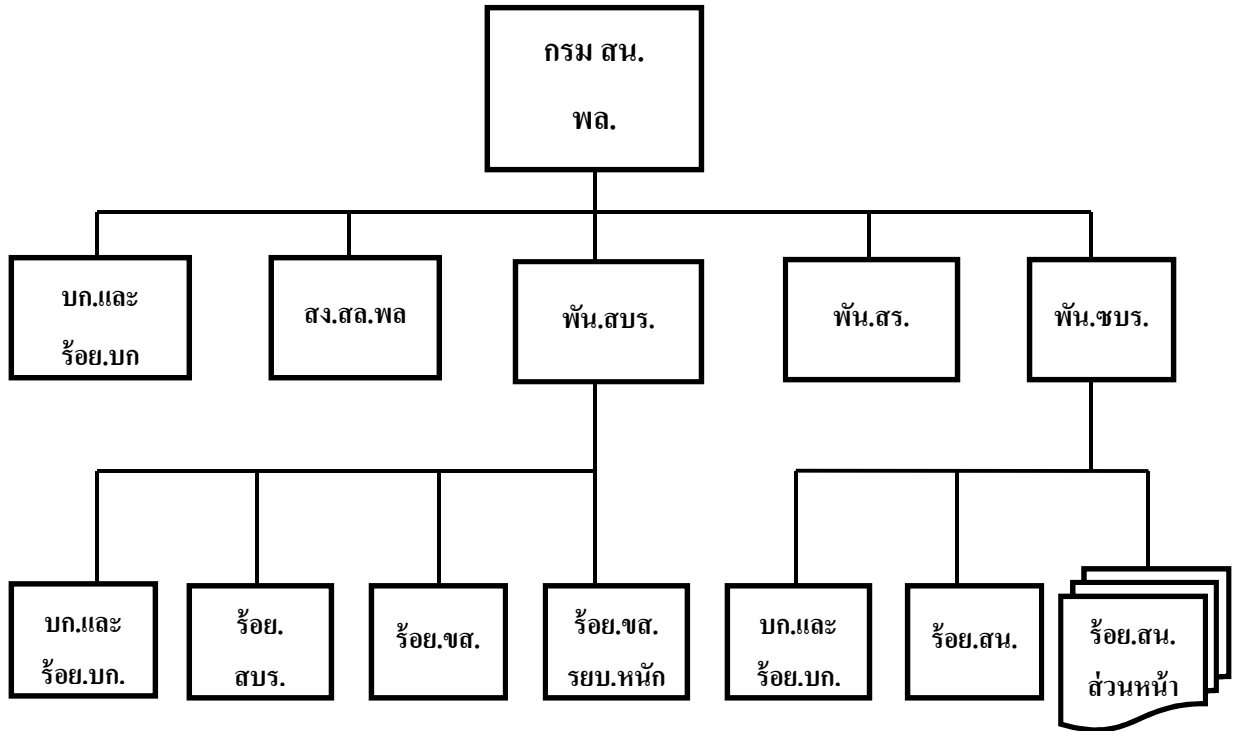 กรม สน.
พล.
บก.และ
ร้อย.บก
สง.สล.พล
พัน.สบร.
พัน.สร.
พัน.ซบร.
บก.และ
ร้อย.บก.
ร้อย.
สบร.
ร้อย.ขส.
ร้อย.ขส.
รยบ.หนัก
บก.และ
ร้อย.บก.
ร้อย.สน.
ร้อย.สน.
ส่วนหน้า